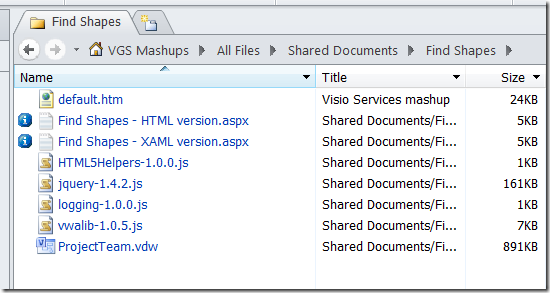 Find Shapes
VGS Mashups All Files Shared Documents Find Shapes
Name Title Size
default.htm Visio Services mashup 24KB
Find Shapes - HTML version.aspx Shared Documents/Fi... 5KB
Find Shapes - XAML version.aspx Shared Documents/Fi... 5KB
HTML5Helpers-1.0.0.js Shared Documents/Fi... 1KB
jquery-1.4.2.js Shared Documents/Fi... 161KB
logging-1.0.0.js Shared Documents/Fi... 1KB
vwalib-1.0.5.js Shared Documents/Fi... 7KB
ProjectTeam.vdw Shared Documents/Fi... 891KB